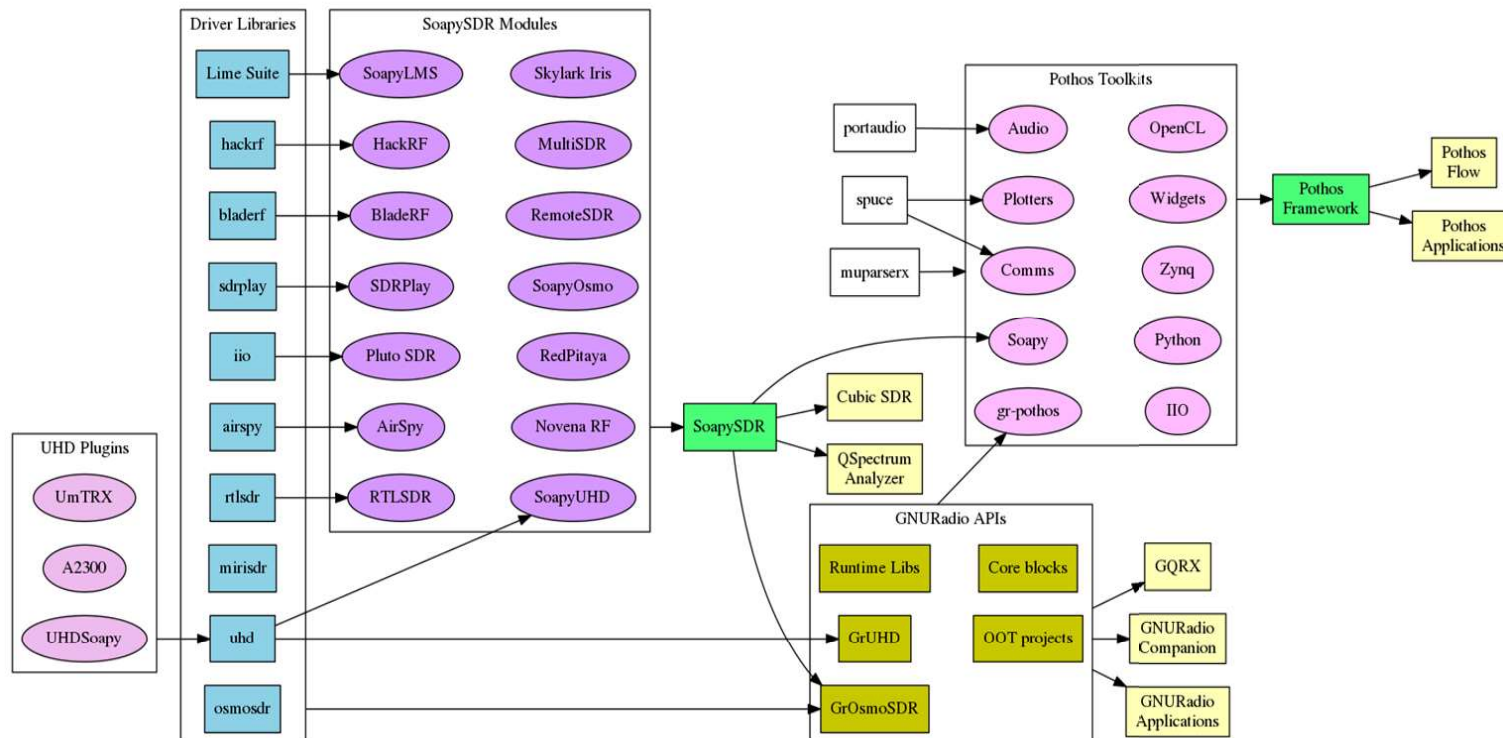 Driver Libraries
Lime Suite
hackrf
bladerf
sdrplay
iio
airspy
rtlsdr
mirisdr
uhd
osmosdr
UHD Plugins
UmTRX
A2300
UHDSoapy
SoapySDR Modules
SoapyLMS
Skylark Iris
HackRF
MultiSDR
BladeRF
RemoteSDR
SDRPlay
SoapyOsmo
Pluto SDR
RedPitaya
AirSpy
Novena RF
RTLSDR
SoapyUHD
SoapySDR
Cubic SDR
QSpectrum
Analyzer
portaudio
spuce
muparserx
Pothos Toolkits
Audio
OpenCL
Plotters
Widgets
Comms
Zynq
Soapy
Python
gr-pothos
IIO
Pothos
Framework
Pothos
Flow
Pothos
Applications
GNURadio APIs
Runtime Libs
Core blocks
GrUHD
OOT projects
GrOsmoSDR
GQRX
GNURadio
Companion
GNURadio
Applications